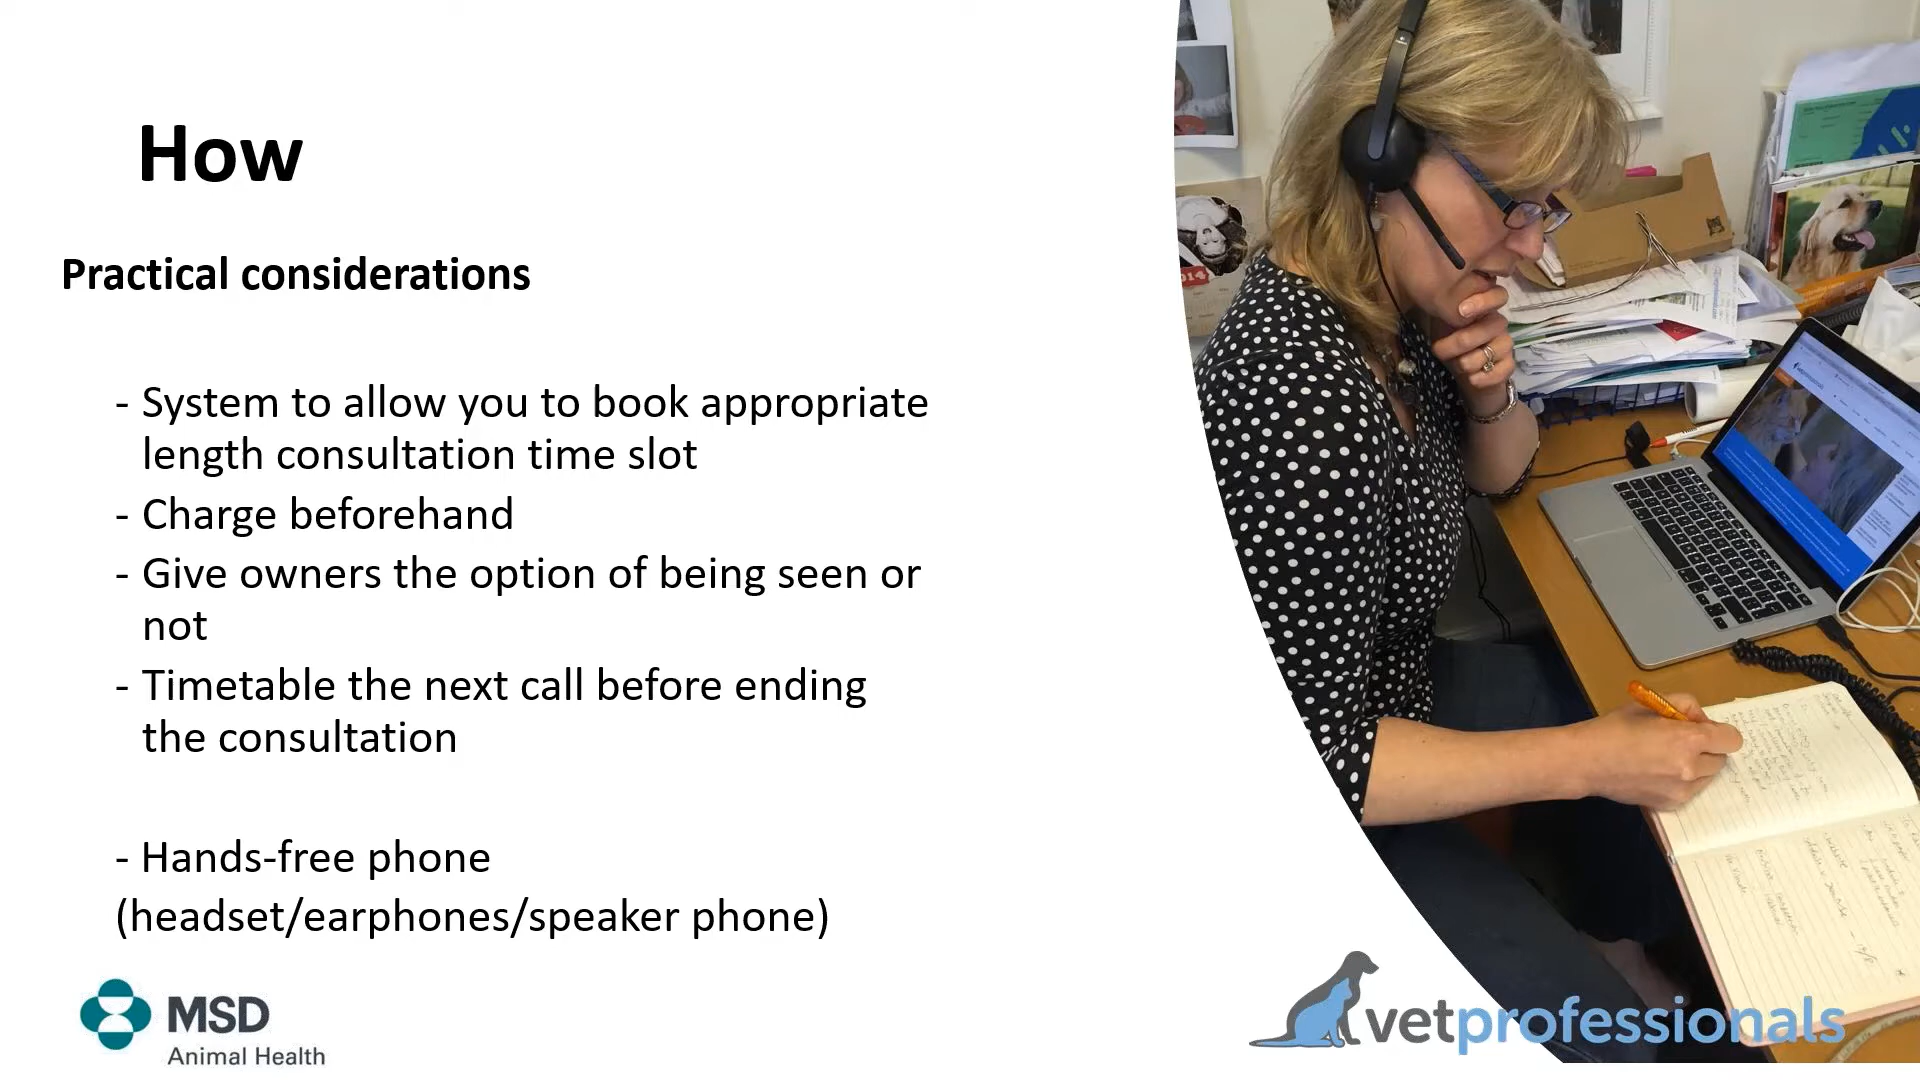 How
Practical considerations
- System to allow you to book appropriate
length consultation time slot
- Charge beforehand
- Give owners the option of being seen or
not
- Timetable the next call before ending
the consultation
- Hands-free phone
(headset/earphones/speaker phone)
MSD
Animal Health
vetprofessionals